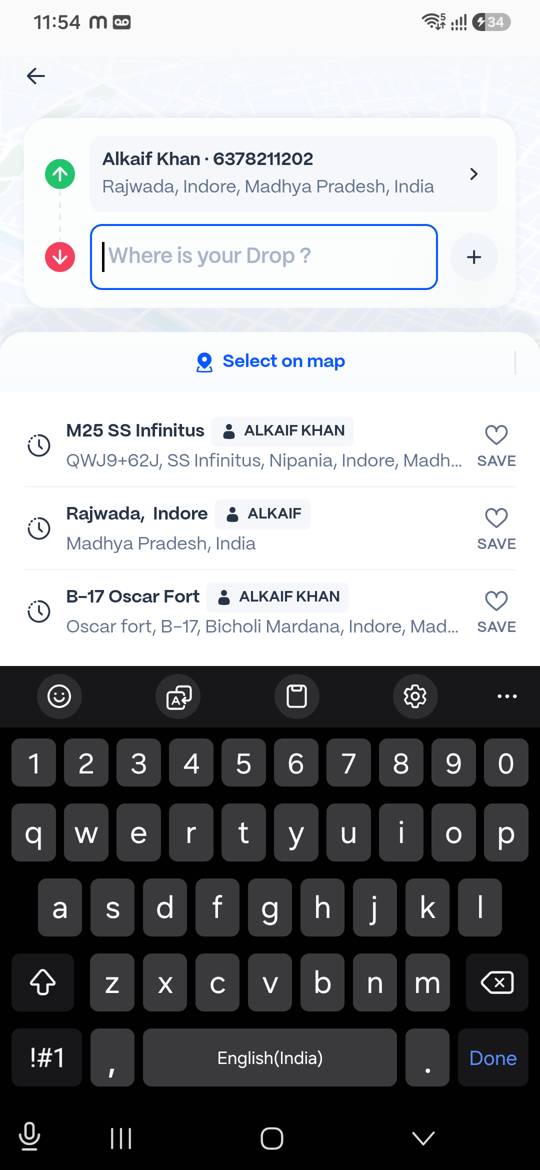 11:54 m
5 34
Alkaif Khan · 6378211202
Rajwada, Indore, Madhya Pradesh, India
Where is your Drop ?
+
Select on map
M25 SS Infinitus ALKAIF KHAN
QWJ9+62J, SS Infinitus, Nipania, Indore, Madh...
SAVE
Rajwada, Indore ALKAIF
Madhya Pradesh, India
SAVE
B-17 Oscar Fort ALKAIF KHAN
Oscar fort, B-17, Bicholi Mardana, Indore, Mad...
SAVE
A
1 2 3 4 5 6 7 8 9 0
q w e r t y u i o p
a s d f g h j k l
z x c v b n m
!#1 , English(India) . Done